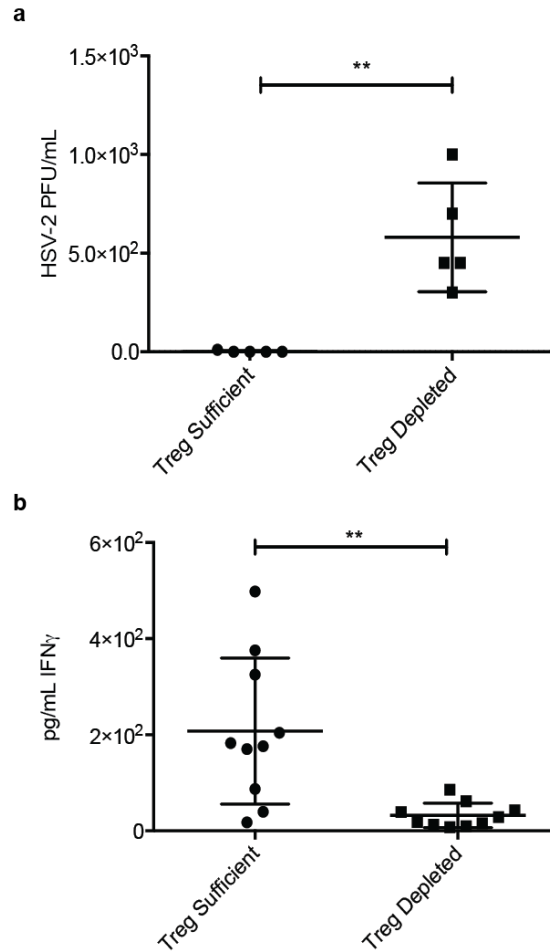 a
1.5×10³
1.0×10³
5.0×10²
0.0
HSV-2 PFU/mL
**
Treg Sufficient
Treg Depleted
b
6×10²
4×10²
2×10²
0
pg/mL IFNγ
**
Treg Sufficient
Treg Depleted